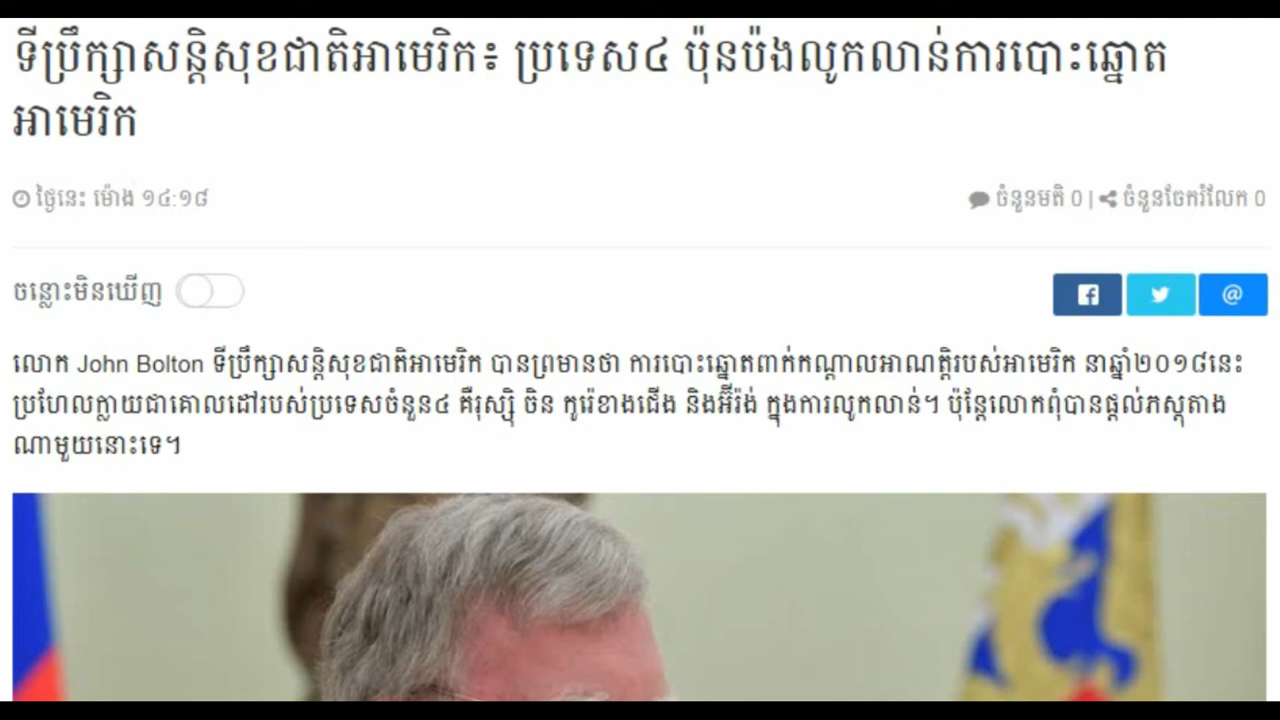 ទីប្រឹក្សាសន្តិសុខជាតិអាមេរិក៖ ប្រទេស៤ ប៉ុនប៉ងលូកលាន់ការបោះឆ្នោត
អាមេរិក
ថ្ងៃនេះ ម៉ោង ១៤:១៨
ចំនួនមតិ 0 | ចំនួនចែករំលែក 0
ចន្លោះមិនឃើញ
លោក John Bolton ទីប្រឹក្សាសន្តិសុខជាតិអាមេរិក បានព្រមានថា ការបោះឆ្នោតពាក់កណ្តាលអាណត្តិរបស់អាមេរិក នាឆ្នាំ២០១៨នេះ
ប្រហែលក្លាយជាគោលដៅរបស់ប្រទេសចំនួន៤ គឺរុស្ស៊ី ចិន កូរ៉េខាងជើង និងអ៊ីរ៉ង់ ក្នុងការលូកលាន់។ ប៉ុន្តែលោកពុំបានផ្តល់ភស្តុតាង
ណាមួយនោះទេ។